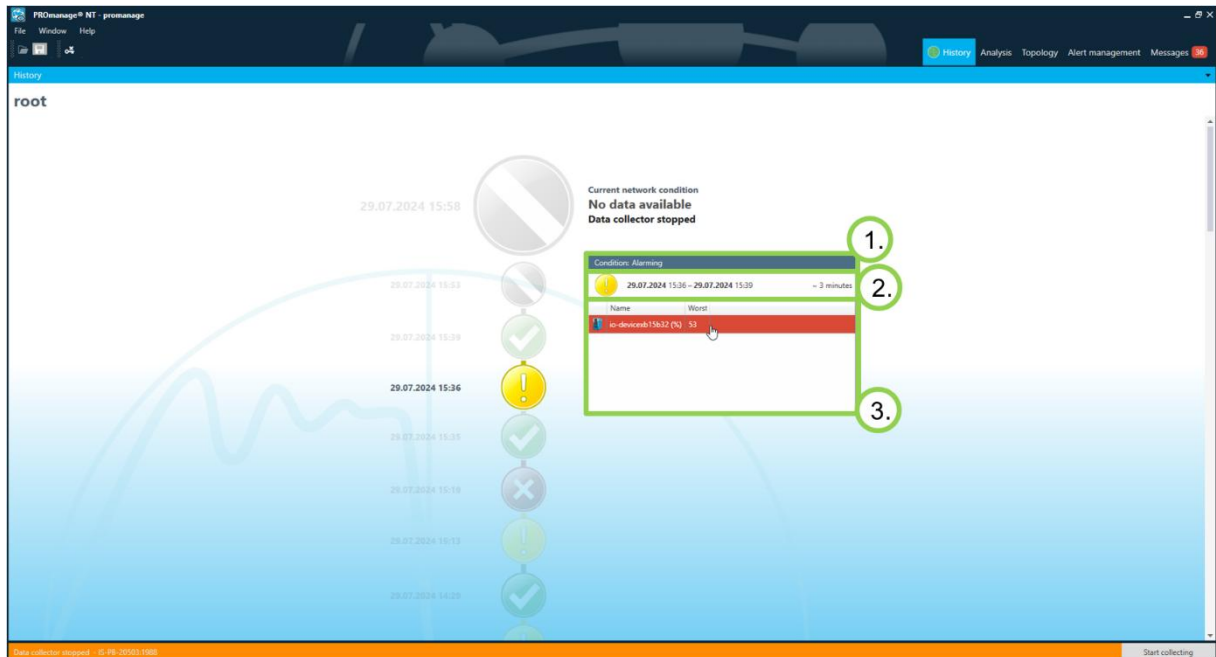 PROmanage® NT - promanage
File Window Help
History Analysis Topology Alert management Messages 36
History
root
29.07.2024 15:58
Current network condition
No data available
Data collector stopped
1.
Condition: Alarming
29.07.2024 15:36 – 29.07.2024 15:39 ~ 3 minutes
2.
Name Worst
io-devicexb15b32 (%) 53
3.
29.07.2024 15:53
29.07.2024 15:39
29.07.2024 15:36
29.07.2024 15:35
29.07.2024 15:19
29.07.2024 15:13
29.07.2024 14:29
Data collector stopped - IS-PB-20503:1988
Start collecting